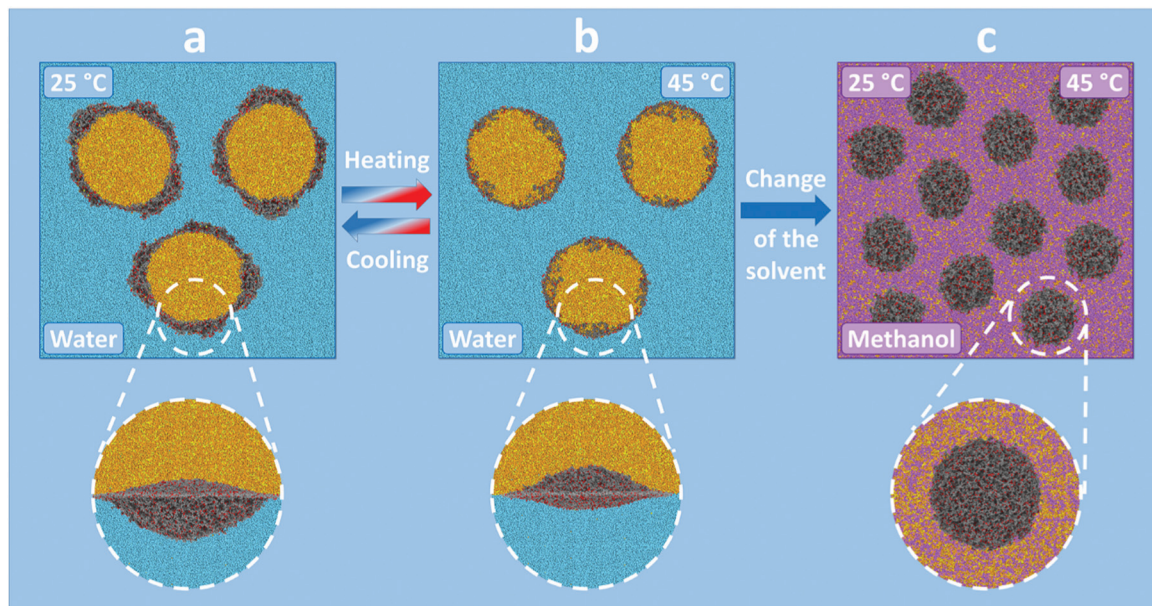 a
b
c
25 °C
45 °C
25 °C
45 °C
Heating
Cooling
Change
of the
solvent
Water
Water
Methanol